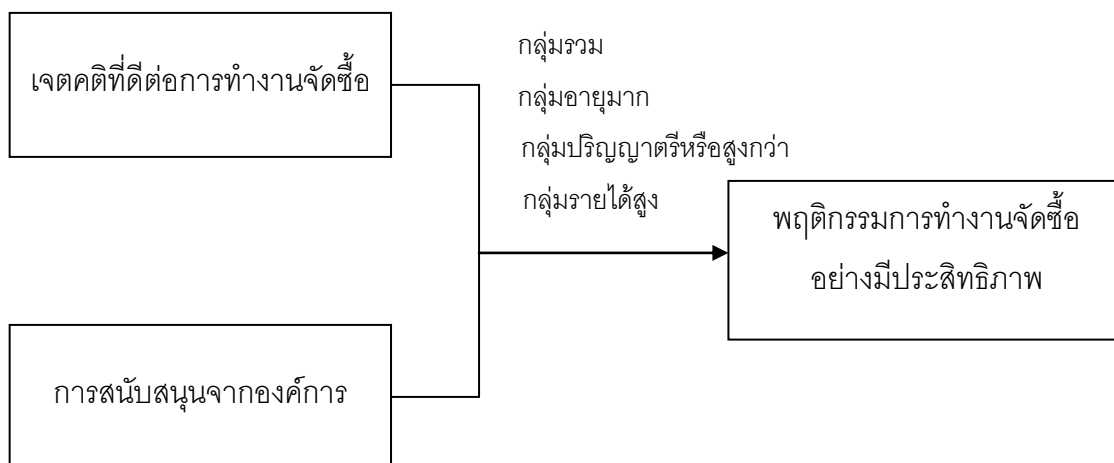 เจตคติที่ดีต่อการทำงานจัดซื้อ
กลุ่มรวม
กลุ่มอายุมาก
กลุ่มปริญญาตรีหรือสูงกว่า
กลุ่มรายได้สูง
พฤติกรรมการทำงานจัดซื้อ
อย่างมีประสิทธิภาพ
การสนับสนุนจากองค์การ